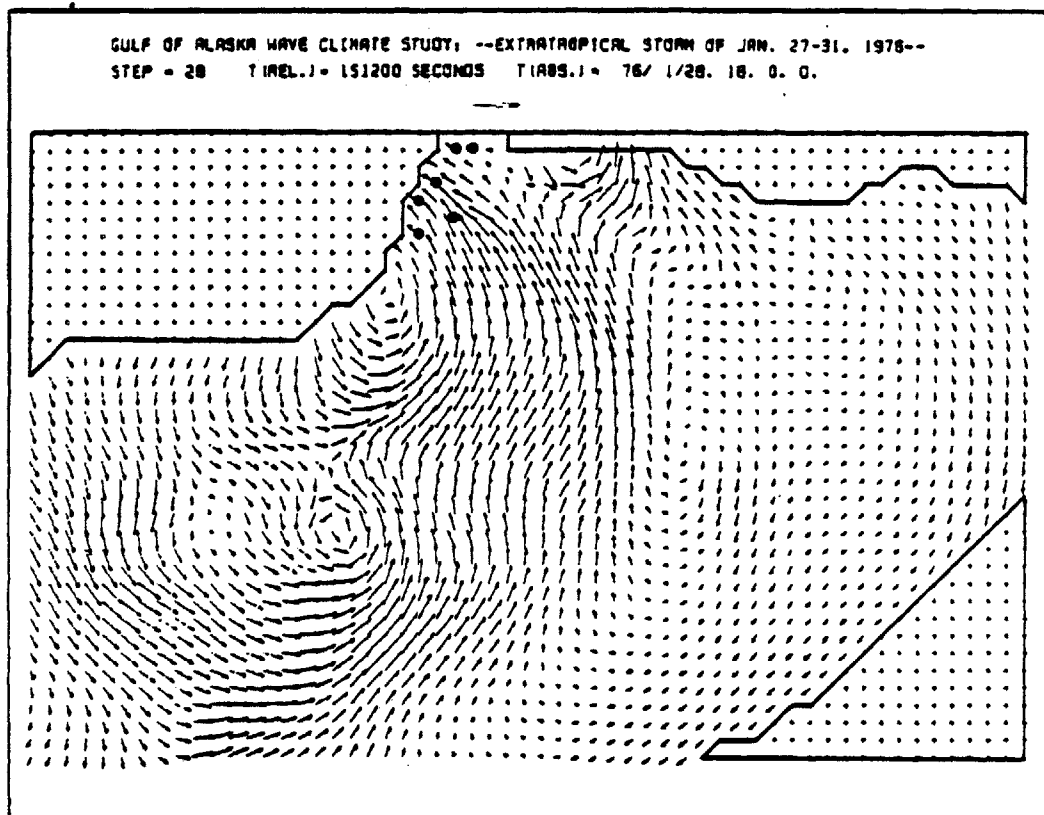 GULF OF ALASKA WAVE CLIMATE STUDY: --EXTRATROPICAL STORM OF JAN. 27-31. 1976--
STEP = 28 T(REL.)= 151200 SECONDS T(ABS.)= 76/ 1/28. 18. 0. 0.